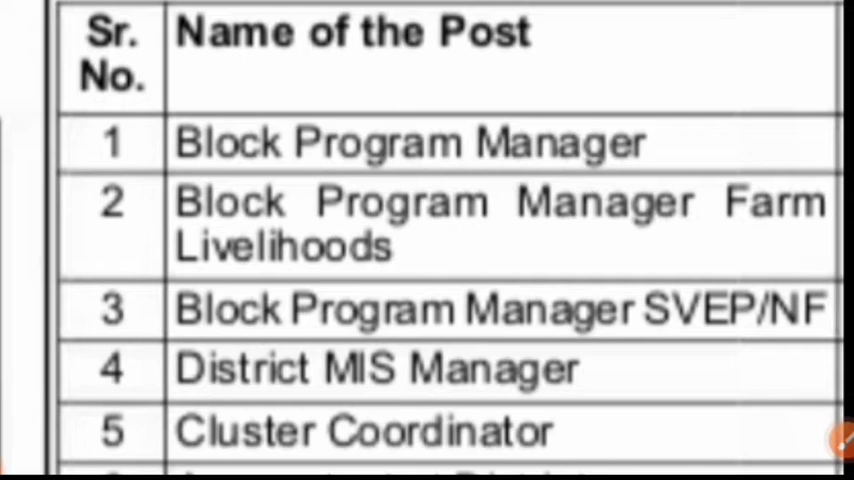 Sr. Name of the Post
No.
1 Block Program Manager
2 Block Program Manager Farm
Livelihoods
3 Block Program Manager SVEP/NF
4 District MIS Manager
5 Cluster Coordinator